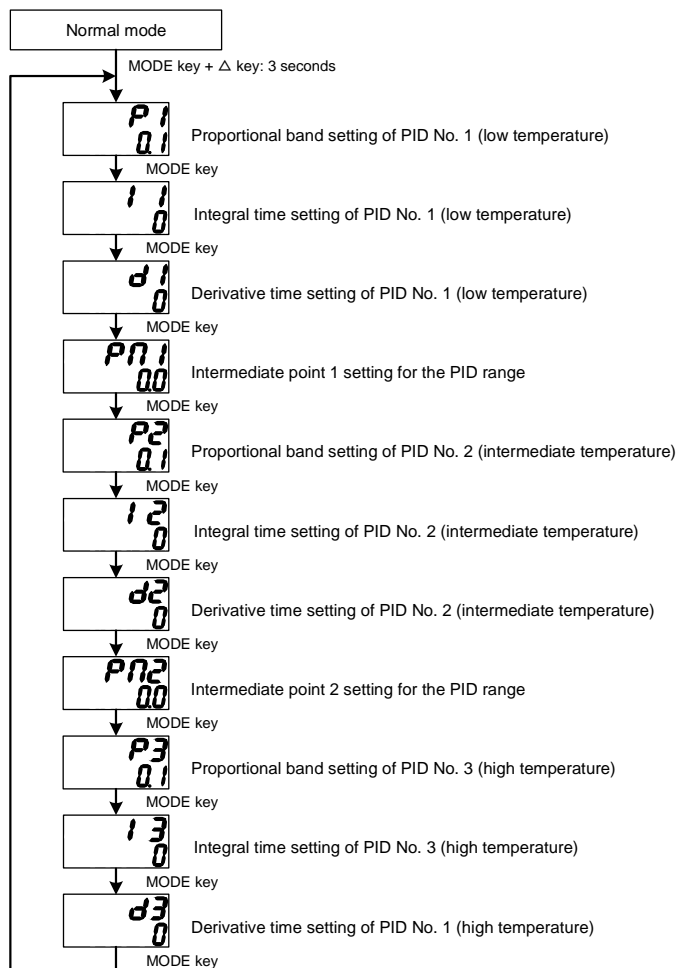 Normal mode
MODE key + △ key: 3 seconds
P1
0.1
Proportional band setting of PID No. 1 (low temperature)
MODE key
I 1
0
Integral time setting of PID No. 1 (low temperature)
MODE key
d1
0
Derivative time setting of PID No. 1 (low temperature)
MODE key
PM1
0.0
Intermediate point 1 setting for the PID range
MODE key
P2
0.1
Proportional band setting of PID No. 2 (intermediate temperature)
MODE key
I 2
0
Integral time setting of PID No. 2 (intermediate temperature)
MODE key
d2
0
Derivative time setting of PID No. 2 (intermediate temperature)
MODE key
PM2
0.0
Intermediate point 2 setting for the PID range
MODE key
P3
0.1
Proportional band setting of PID No. 3 (high temperature)
MODE key
I 3
0
Integral time setting of PID No. 3 (high temperature)
MODE key
d3
0
Derivative time setting of PID No. 1 (high temperature)
MODE key